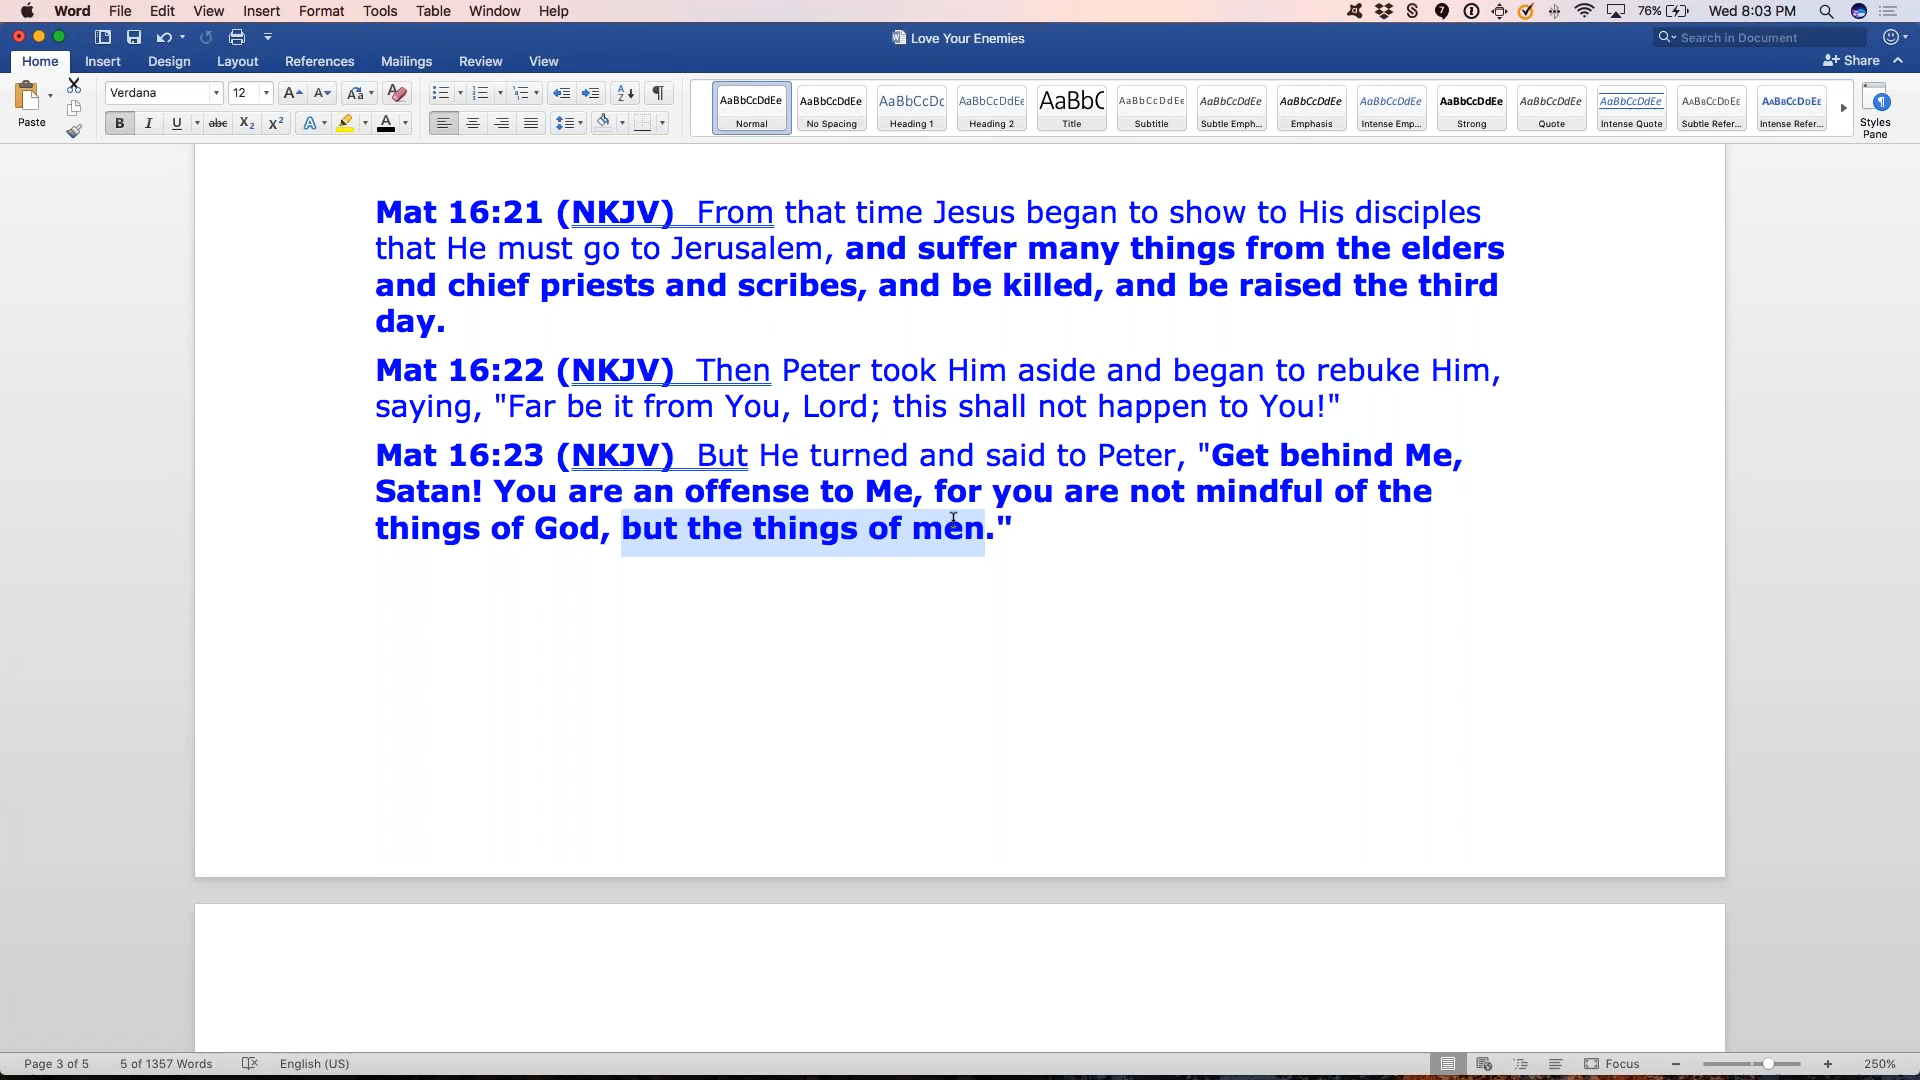 Word File Edit View Insert Format Tools Table Window Help 76% Wed 8:03 PM
Love Your Enemies
Search in Document
Home Insert Design Layout References Mailings Review View Share
Paste
Verdana 12
AaBbCcDdEe Normal
AaBbCcDdEe No Spacing
AaBbCcDc Heading 1
AaBbCcDdEe Heading 2
AaBbC Title
AaBbCcDdEe Subtitle
AaBbCcDdEe Subtle Emph...
AaBbCcDdEe Emphasis
AaBbCcDdEe Intense Emp...
AaBbCcDdEe Strong
AaBbCcDdEe Quote
AaBbCcDdEe Intense Quote
AaBbCcDdEe Subtle Refer...
AaBbCcDdEe Intense Refer...
Styles
Pane
Mat 16:21 (NKJV) From that time Jesus began to show to His disciples
that He must go to Jerusalem, and suffer many things from the elders
and chief priests and scribes, and be killed, and be raised the third
day.
Mat 16:22 (NKJV) Then Peter took Him aside and began to rebuke Him,
saying, "Far be it from You, Lord; this shall not happen to You!"
Mat 16:23 (NKJV) But He turned and said to Peter, "Get behind Me,
Satan! You are an offense to Me, for you are not mindful of the
things of God, but the things of men."
Page 3 of 5 5 of 1357 Words English (US) Focus 250%